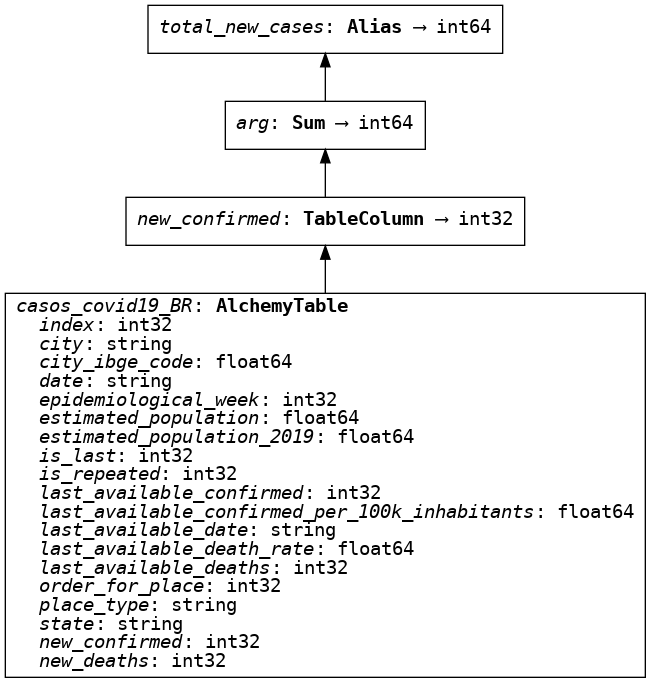 total_new_cases: Alias → int64
arg: Sum → int64
new_confirmed: TableColumn → int32
casos_covid19_BR: AlchemyTable
index: int32
city: string
city_ibge_code: float64
date: string
epidemiological_week: int32
estimated_population: float64
estimated_population_2019: float64
is_last: int32
is_repeated: int32
last_available_confirmed: int32
last_available_confirmed_per_100k_inhabitants: float64
last_available_date: string
last_available_death_rate: float64
last_available_deaths: int32
order_for_place: int32
place_type: string
state: string
new_confirmed: int32
new_deaths: int32